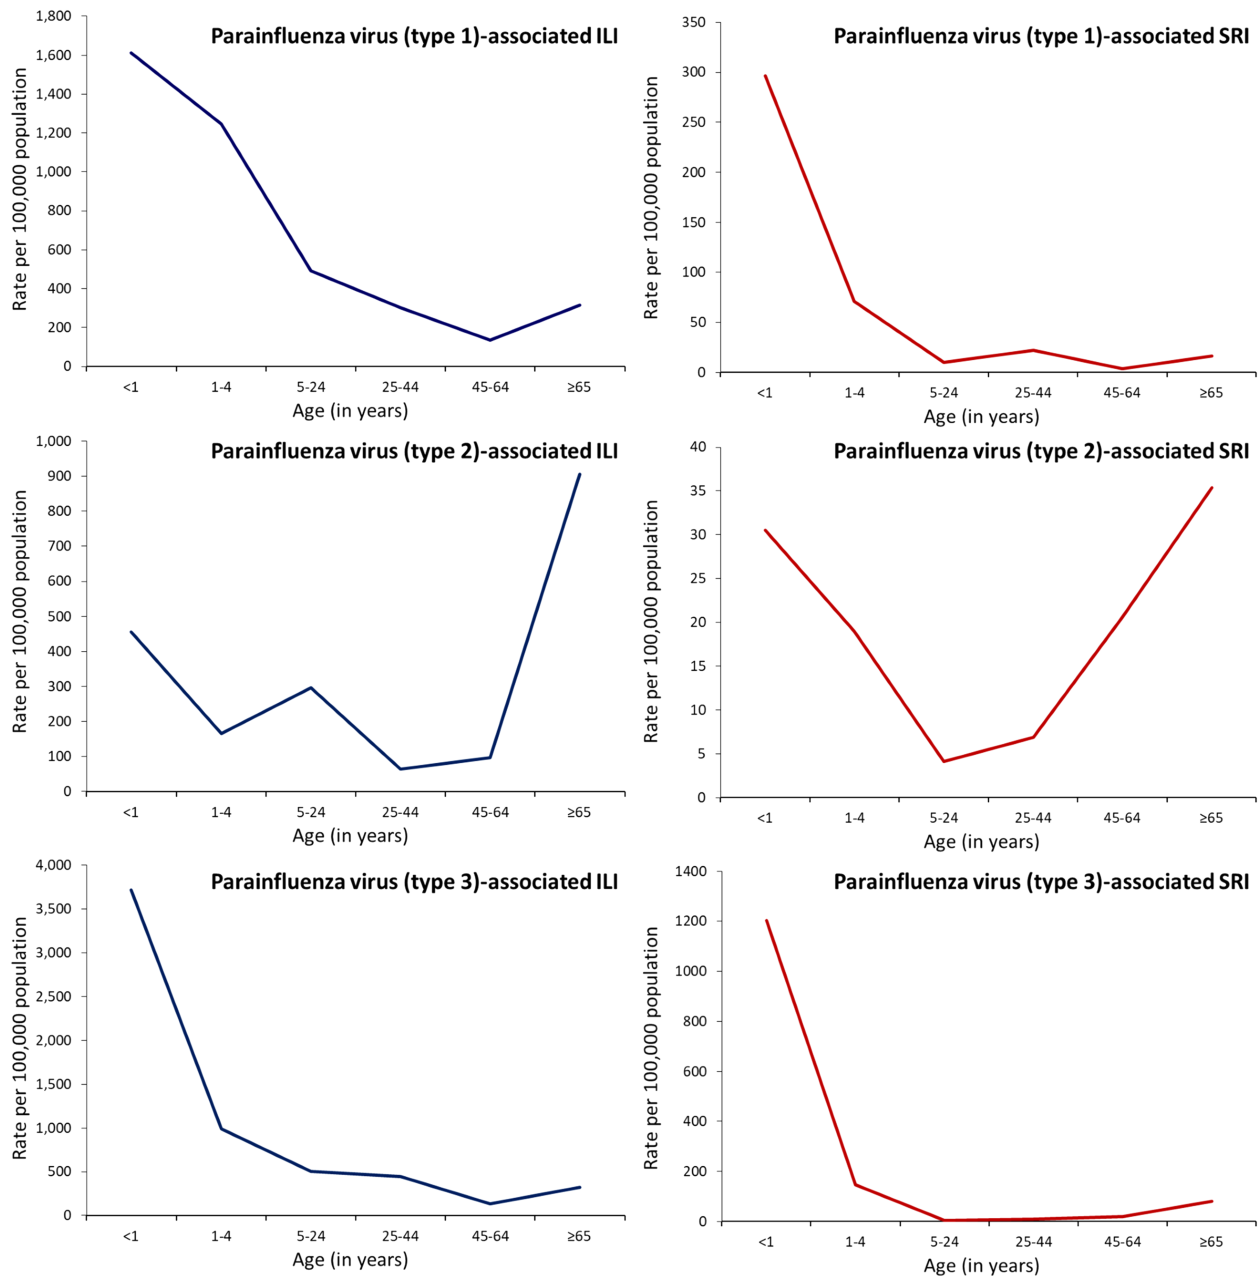 Parainfluenza virus (type 1)-associated ILI
Rate per 100,000 population
1,800
1,600
1,400
1,200
1,000
800
600
400
200
0
<1 1-4 5-24 25-44 45-64 ≥65
Age (in years)
Parainfluenza virus (type 1)-associated SRI
Rate per 100,000 population
350
300
250
200
150
100
50
0
<1 1-4 5-24 25-44 45-64 ≥65
Age (in years)
Parainfluenza virus (type 2)-associated ILI
Rate per 100,000 population
1,000
900
800
700
600
500
400
300
200
100
0
<1 1-4 5-24 25-44 45-64 ≥65
Age (in years)
Parainfluenza virus (type 2)-associated SRI
Rate per 100,000 population
40
35
30
25
20
15
10
5
0
<1 1-4 5-24 25-44 45-64 ≥65
Age (in years)
Parainfluenza virus (type 3)-associated ILI
Rate per 100,000 population
4,000
3,500
3,000
2,500
2,000
1,500
1,000
500
0
<1 1-4 5-24 25-44 45-64 ≥65
Age (in years)
Parainfluenza virus (type 3)-associated SRI
Rate per 100,000 population
1400
1200
1000
800
600
400
200
0
<1 1-4 5-24 25-44 45-64 ≥65
Age (in years)